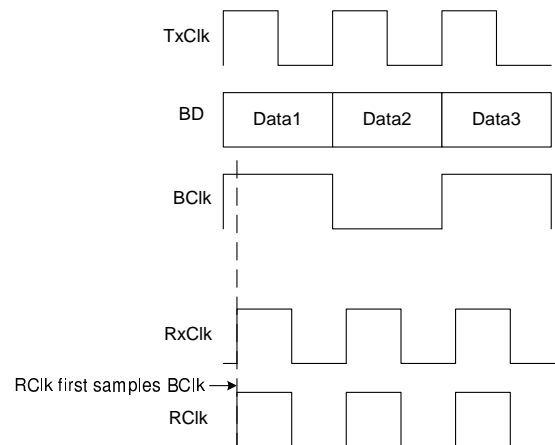 TxClk
BD
Data1
Data2
Data3
BClk
RxClk
RClk first samples BClk
RClk